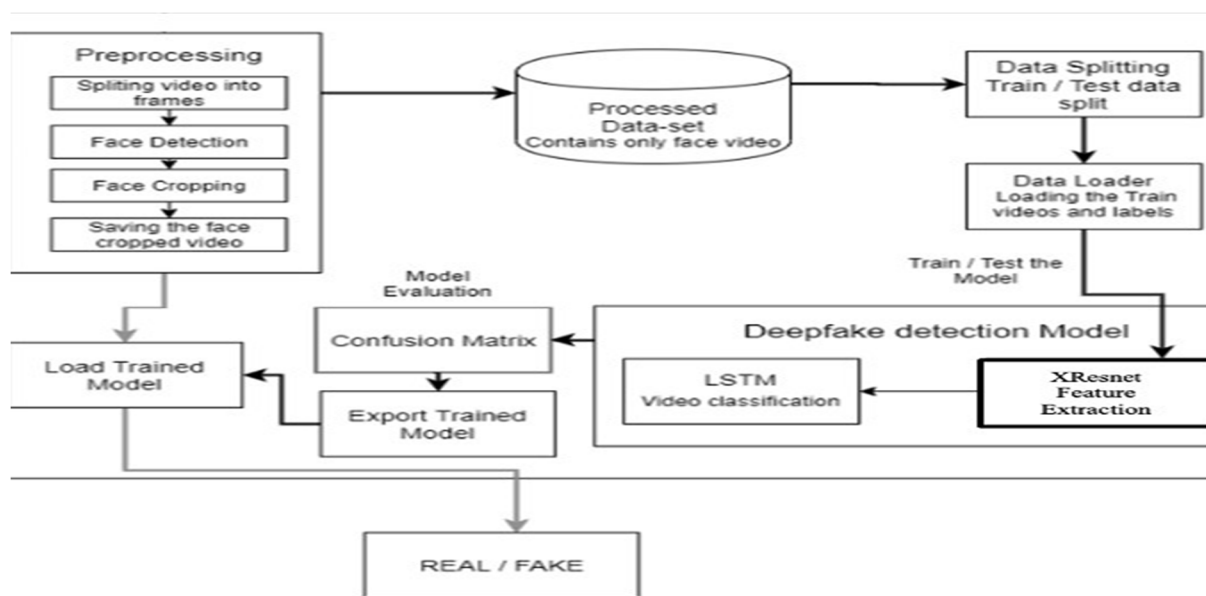 Preprocessing
Spliting video into
frames
Face Detection
Face Cropping
Saving the face
cropped video
Processed
Data-set
Contains only face video
Data Splitting
Train / Test data
split
Data Loader
Loading the Train
videos and labels
Train / Test the
Model
Deepfake detection Model
XResnet
Feature
Extraction
LSTM
Video classification
Model
Evaluation
Confusion Matrix
Export Trained
Model
Load Trained
Model
REAL / FAKE